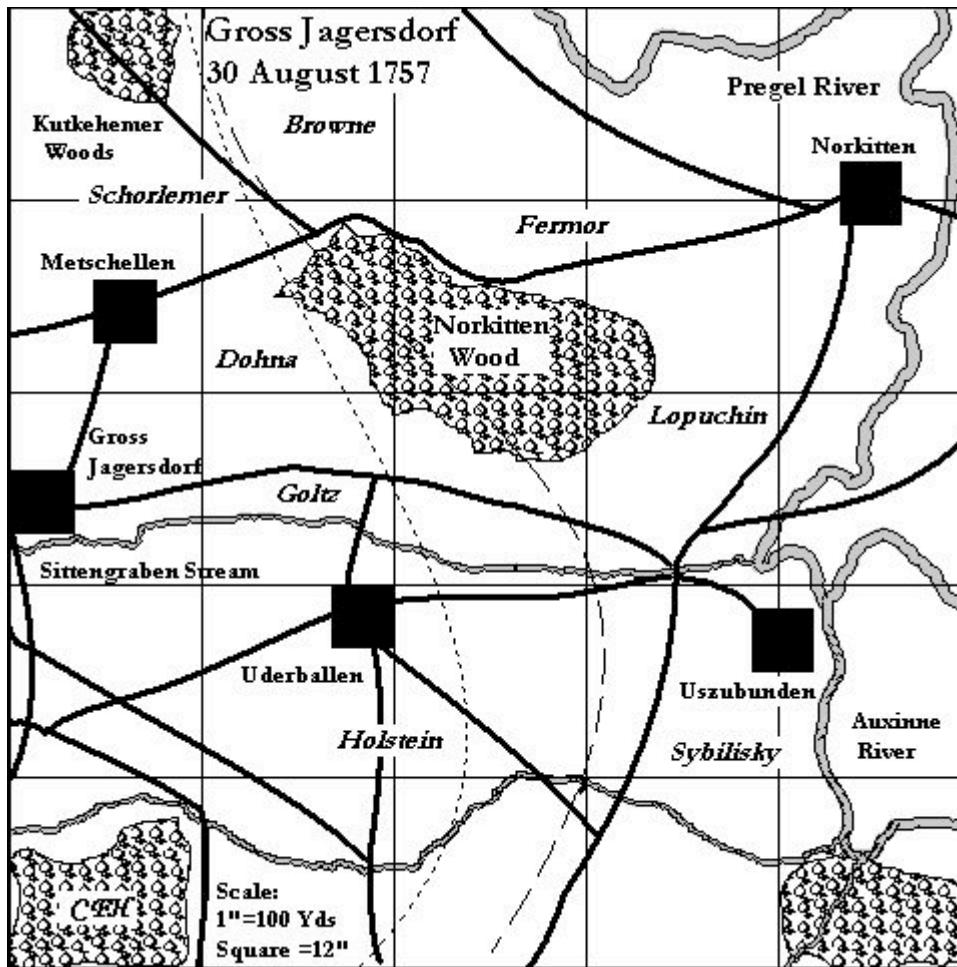 Gross Jagersdorf
30 August 1757
Pregel River
Browne
Kutkehemer
Woods
Norkitten
Schorlemer
Fermor
Metschellen
Norkitten
Wood
Dohna
Lopuchin
Gross
Jagersdorf
Goltz
Sittengraben Stream
Uderballen
Uszubunden
Holstein
Sybilisky
Auxinne
River
Scale:
1"=100 Yds
Square =12"
CFH